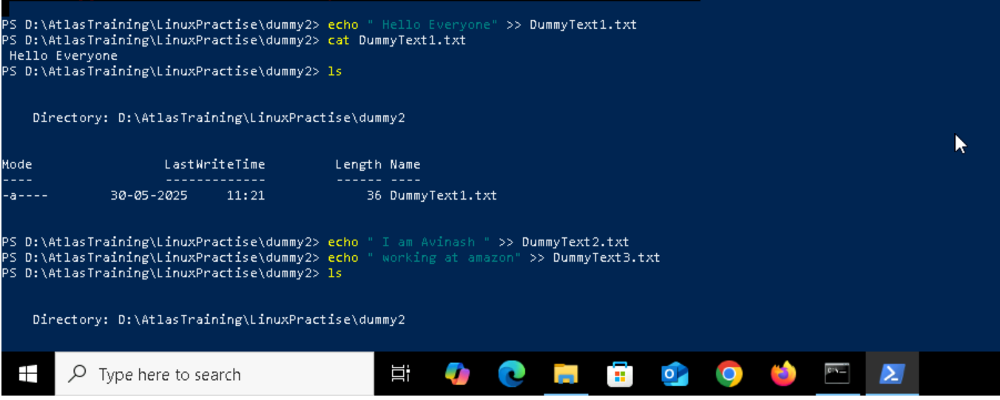 PS D:\AtlasTraining\LinuxPractise\dummy2> echo " Hello Everyone" >> DummyText1.txt
PS D:\AtlasTraining\LinuxPractise\dummy2> cat DummyText1.txt
 Hello Everyone
PS D:\AtlasTraining\LinuxPractise\dummy2> ls
    Directory: D:\AtlasTraining\LinuxPractise\dummy2
Mode                 LastWriteTime         Length Name
----                 -------------         ------ ----
-a----        30-05-2025     11:21             36 DummyText1.txt
PS D:\AtlasTraining\LinuxPractise\dummy2> echo " I am Avinash " >> DummyText2.txt
PS D:\AtlasTraining\LinuxPractise\dummy2> echo " working at amazon" >> DummyText3.txt
PS D:\AtlasTraining\LinuxPractise\dummy2> ls
    Directory: D:\AtlasTraining\LinuxPractise\dummy2
Type here to search